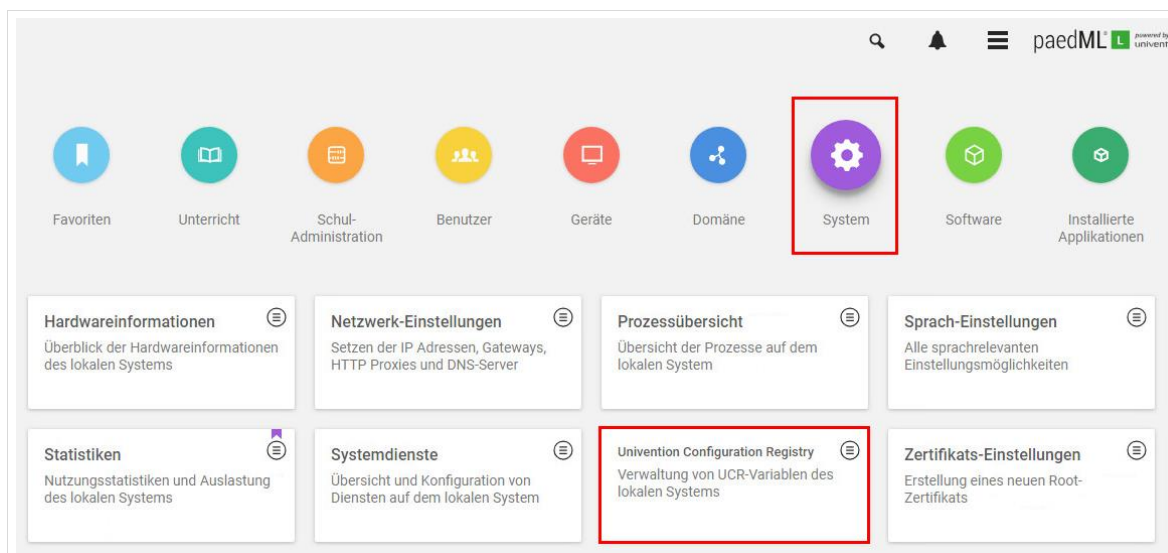 paedML® L powered by
Favoriten
Unterricht
Schul-
Administration
Benutzer
Geräte
Domäne
System
Software
Installierte
Applikationen
Hardwareinformationen
Überblick der Hardwareinformationen
des lokalen Systems
Netzwerk-Einstellungen
Setzen der IP Adressen, Gateways,
HTTP Proxies und DNS-Server
Prozessübersicht
Übersicht der Prozesse auf dem
lokalen System
Sprach-Einstellungen
Alle sprachrelevanten
Einstellungsmöglichkeiten
Statistiken
Nutzungsstatistiken und Auslastung
des lokalen Systems
Systemdienste
Übersicht und Konfiguration von
Diensten auf dem lokalen System
Univention Configuration Registry
Verwaltung von UCR-Variablen des
lokalen Systems
Zertifikats-Einstellungen
Erstellung eines neuen Root-
Zertifikats